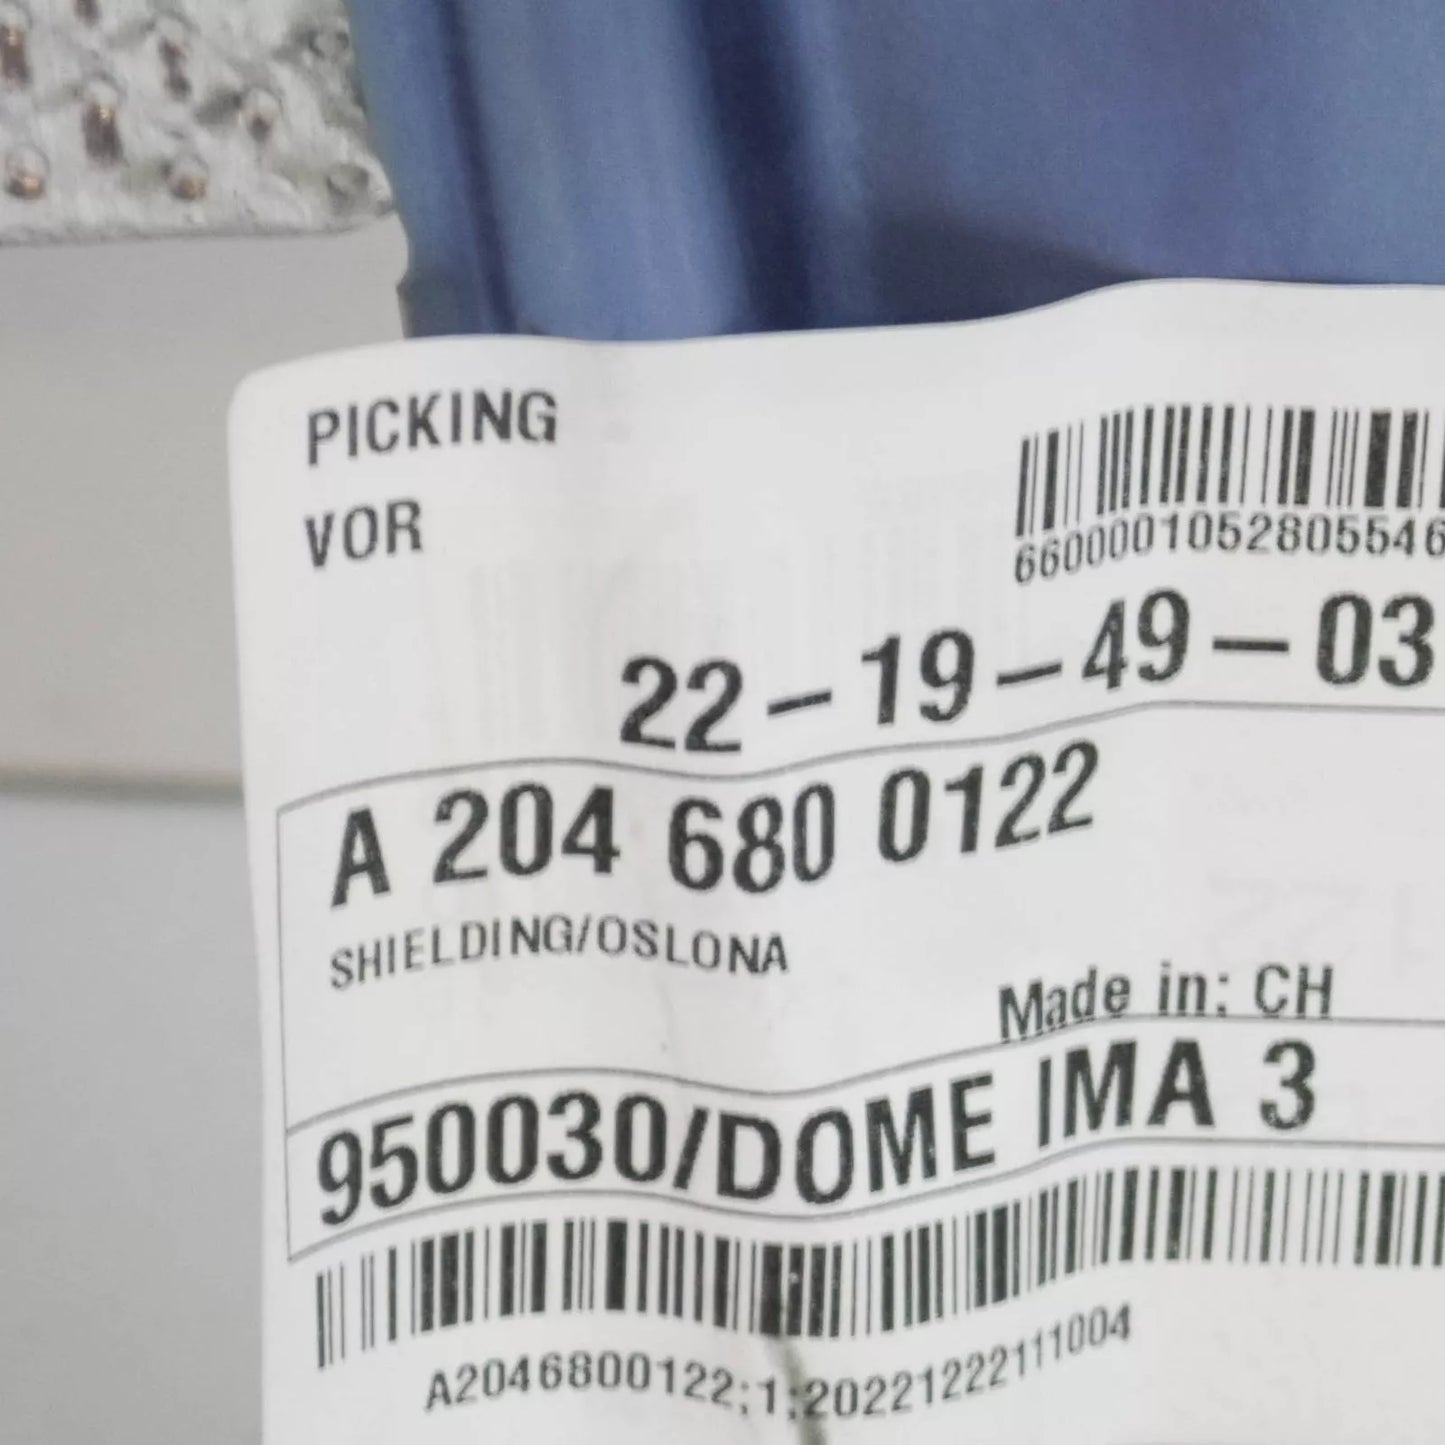 PICKING
VOR
6600001052805546
22-19-49-03
A 204 680 0122
SHIELDING/OSLONA
Made in: CH
950030/DOME IMA 3
A2046800122;1;20221222111004